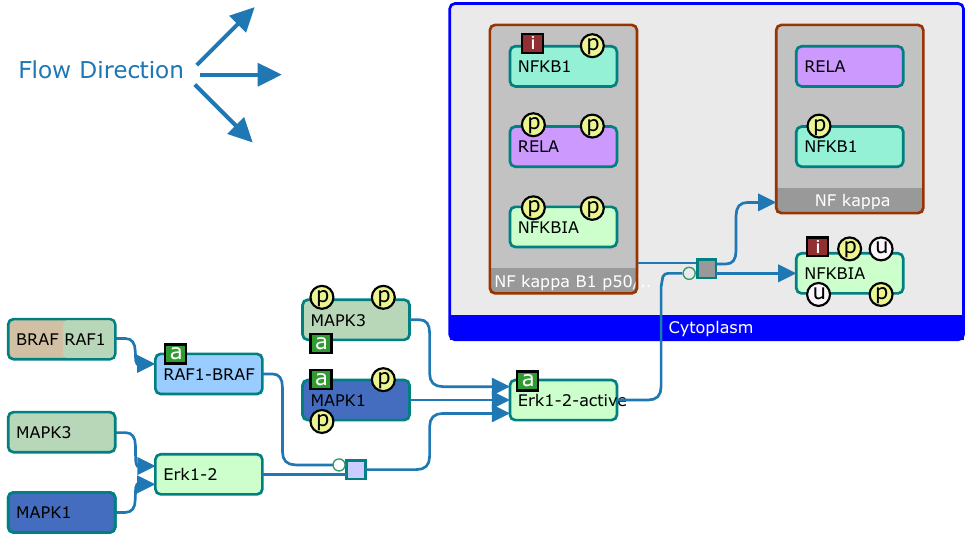 Flow Direction
i p
NFKB1
p p
RELA
p p
NFKBIA
NF kappa B1 p50/...
RELA
p
NFKB1
NF kappa
i p u
NFKBIA
u p
Cytoplasm
p p
MAPK3
a
a p
MAPK1
p
BRAF RAF1
a
RAF1-BRAF
a
Erk1-2-active
MAPK3
Erk1-2
MAPK1